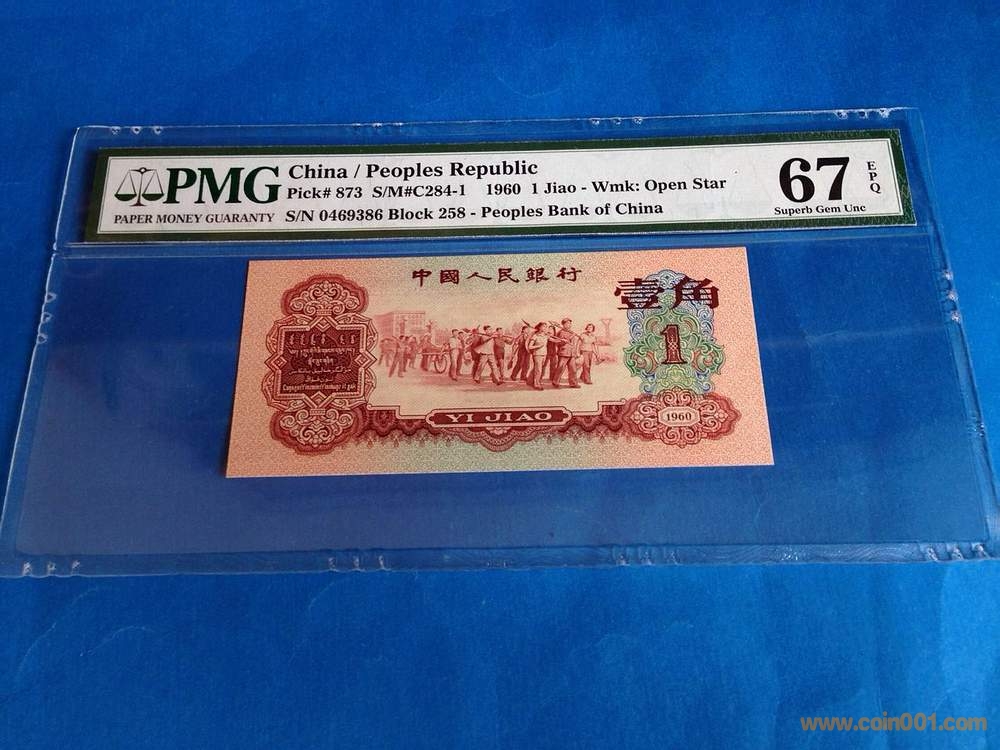 PMG
PAPER MONEY GUARANTY
China / Peoples Republic
Pick# 873 S/M#C284-1 1960 1 Jiao - Wmk: Open Star
S/N 0469386 Block 258 - Peoples Bank of China
67
EPQ
Superb Gem Unc
中國人民銀行
壹角
1
YI JIAO
1960
www.coin001.com